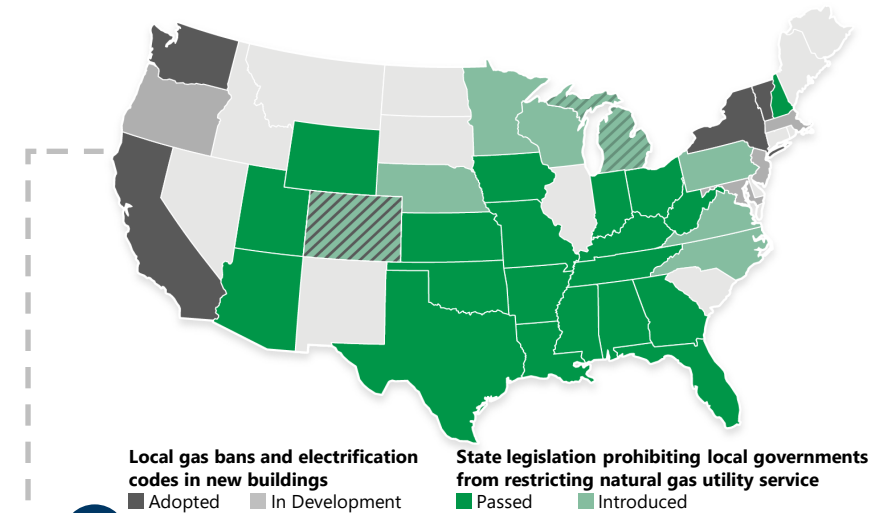 Local gas bans and electrification
codes in new buildings
Adopted In Development
State legislation prohibiting local governments
from restricting natural gas utility service
Passed Introduced